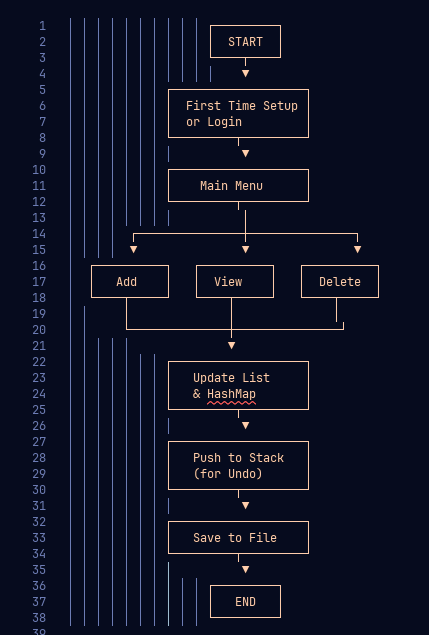 1
2 START
3
4 ▼
5
6 First Time Setup
7 or Login
8
9 ▼
10
11 Main Menu
12
13
14
15 ▼ ▼ ▼
16
17 Add View Delete
18
19
20
21 ▼
22
23 Update List
24 & HashMap
25
26 ▼
27
28 Push to Stack
29 (for Undo)
30
31 ▼
32
33 Save to File
34
35 ▼
36
37 END
38
39